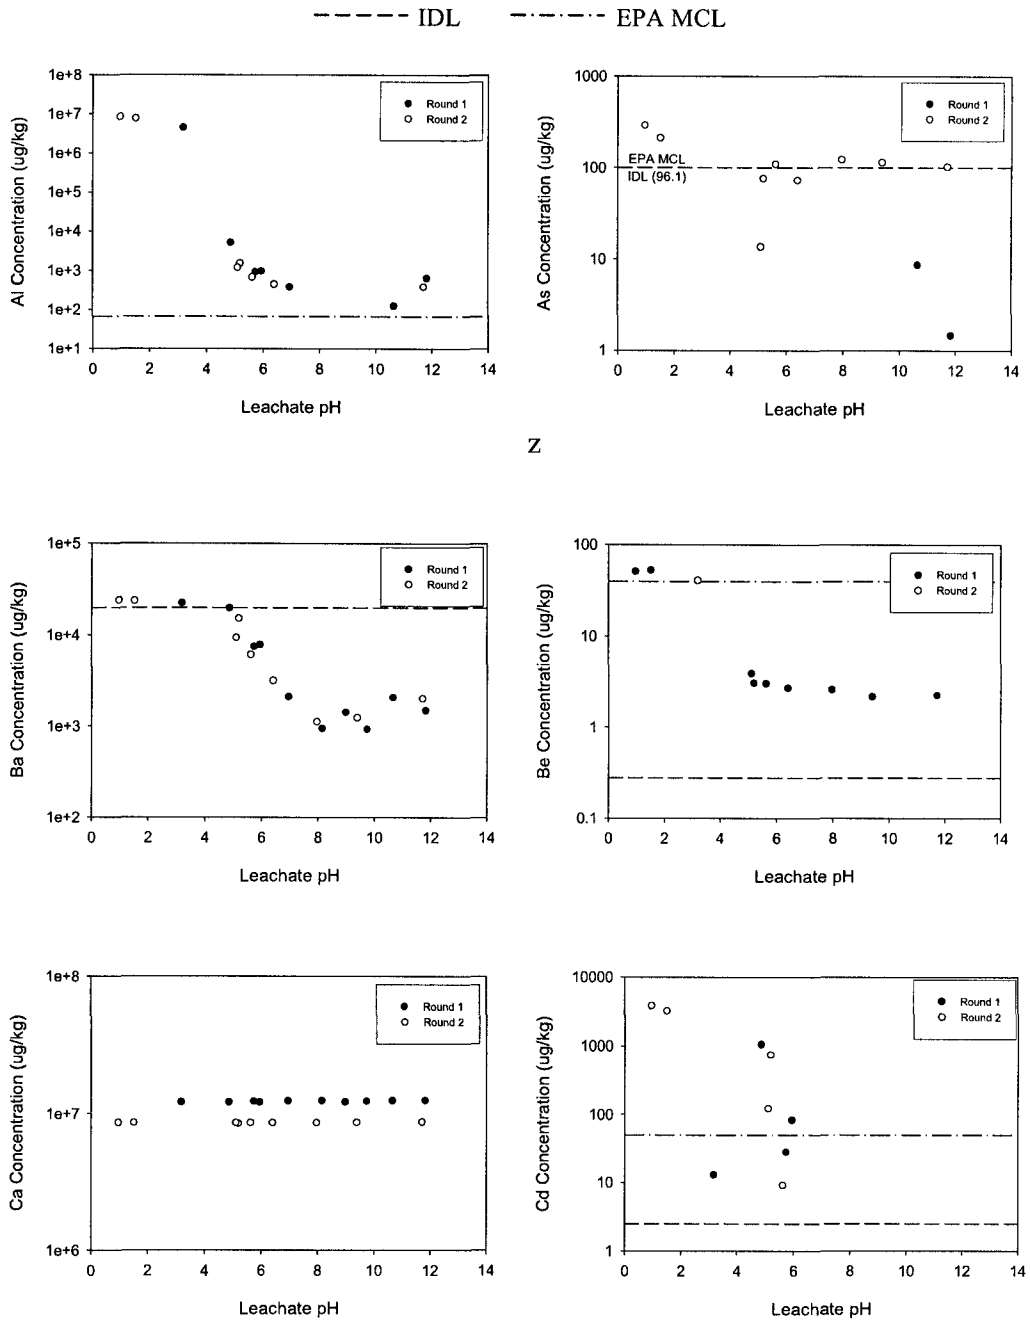 IDL EPA MCL
1e+8
1e+7
1e+6
1e+5
1e+4
1e+3
1e+2
1e+1
Al Concentration (ug/kg)
Round 1
Round 2
0 2 4 6 8 10 12 14
Leachate pH
1000
100
10
1
As Concentration (ug/kg)
Round 1
Round 2
EPA MCL
IDL (96.1)
0 2 4 6 8 10 12 14
Leachate pH
Z
1e+5
1e+4
1e+3
1e+2
Ba Concentration (ug/kg)
Round 1
Round 2
0 2 4 6 8 10 12 14
Leachate pH
100
10
1
0.1
Be Concentration (ug/kg)
Round 1
Round 2
0 2 4 6 8 10 12 14
Leachate pH
1e+8
1e+7
1e+6
Ca Concentration (ug/kg)
Round 1
Round 2
0 2 4 6 8 10 12 14
Leachate pH
10000
1000
100
10
1
Cd Concentration (ug/kg)
Round 1
Round 2
0 2 4 6 8 10 12 14
Leachate pH